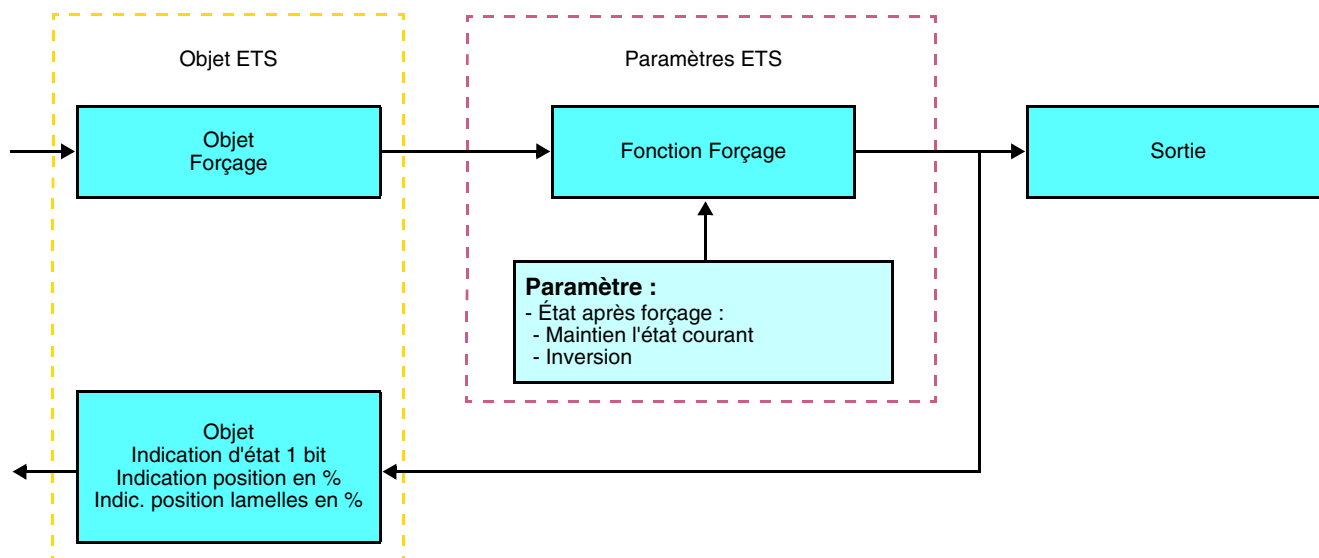 Objet ETS
Paramètres ETS
Objet
Forçage
Fonction Forçage
Sortie
Paramètre :
- État après forçage :
- Maintien l'état courant
- Inversion
Objet
Indication d'état 1 bit
Indication position en %
Indic. position lamelles en %